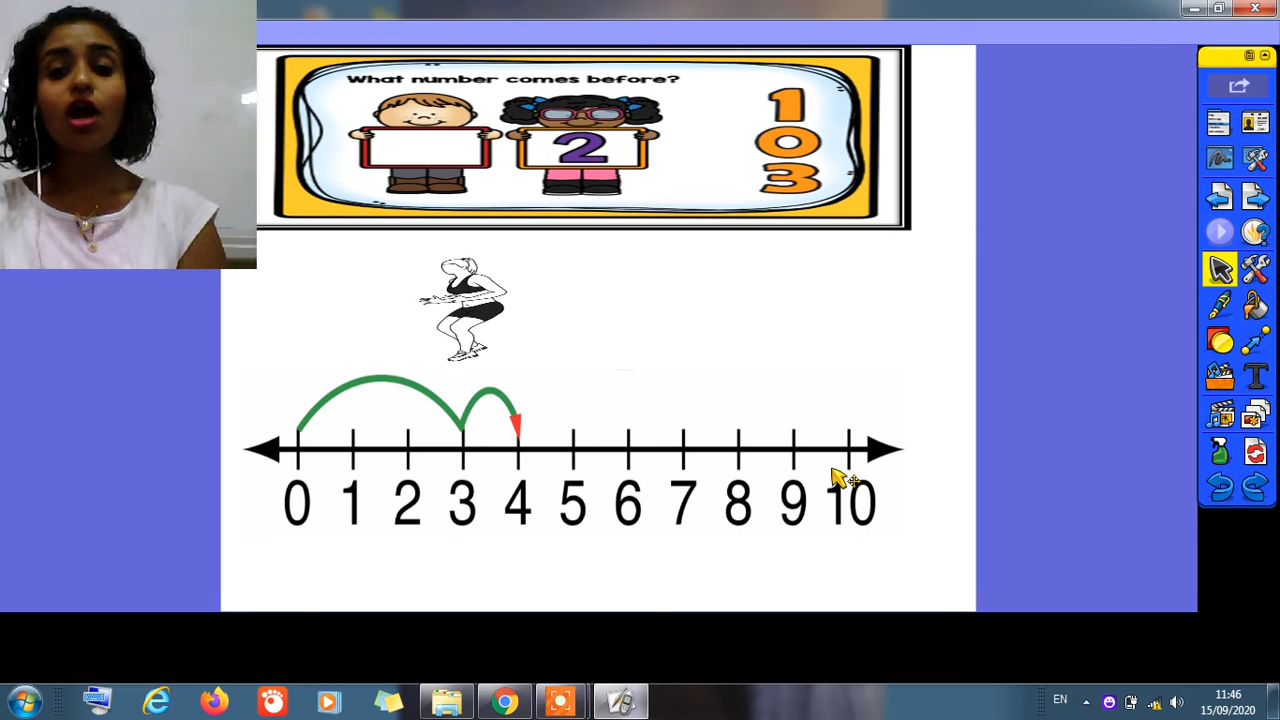 What number comes before?
2
1
0
3
0 1 2 3 4 5 6 7 8 9 10
EN
11:46
15/09/2020